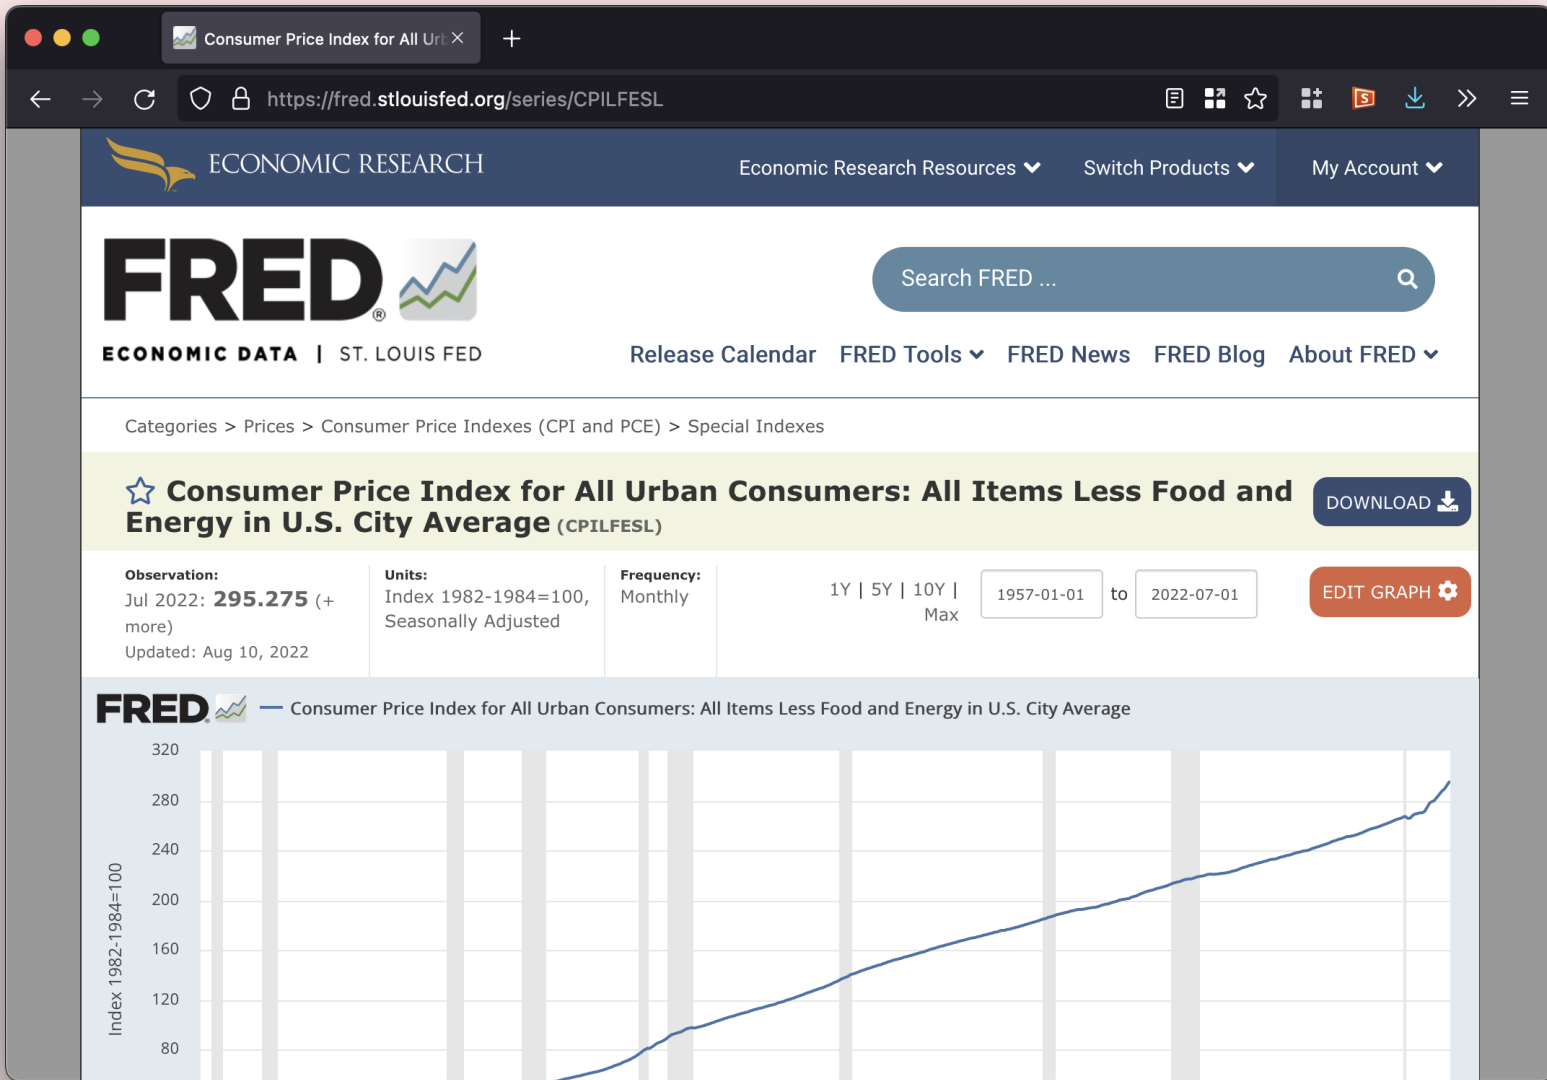 Consumer Price Index for All Urb
https://fred.stlouisfed.org/series/CPILFESL
ECONOMIC RESEARCH
Economic Research Resources
Switch Products
My Account
FRED®
ECONOMIC DATA | ST. LOUIS FED
Search FRED ...
Release Calendar
FRED Tools
FRED News
FRED Blog
About FRED
Categories > Prices > Consumer Price Indexes (CPI and PCE) > Special Indexes
Consumer Price Index for All Urban Consumers: All Items Less Food and
Energy in U.S. City Average (CPILFESL)
DOWNLOAD
Observation:
Jul 2022: 295.275 (+
more)
Updated: Aug 10, 2022
Units:
Index 1982-1984=100,
Seasonally Adjusted
Frequency:
Monthly
1Y | 5Y | 10Y |
Max
1957-01-01 to 2022-07-01
EDIT GRAPH
FRED
Consumer Price Index for All Urban Consumers: All Items Less Food and Energy in U.S. City Average
320
280
240
200
160
120
80
Index 1982-1984=100